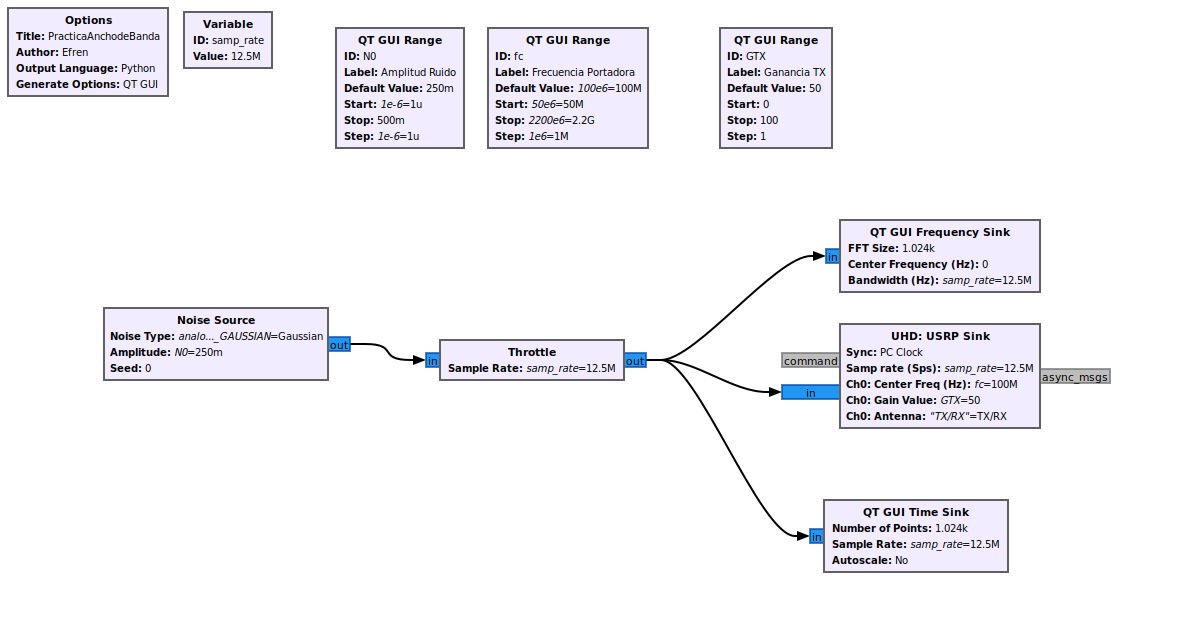 Options
Title: PracticaAnchodeBanda
Author: Efren
Output Language: Python
Generate Options: QT GUI
Variable
ID: samp_rate
Value: 12.5M
QT GUI Range
ID: N0
Label: Amplitud Ruido
Default Value: 250m
Start: 1e-6=1u
Stop: 500m
Step: 1e-6=1u
QT GUI Range
ID: fc
Label: Frecuencia Portadora
Default Value: 100e6=100M
Start: 50e6=50M
Stop: 2200e6=2.2G
Step: 1e6=1M
QT GUI Range
ID: GTX
Label: Ganancia TX
Default Value: 50
Start: 0
Stop: 100
Step: 1
Noise Source
Noise Type: analo..._GAUSSIAN=Gaussian
Amplitude: N0=250m
Seed: 0
out
in
Throttle
Sample Rate: samp_rate=12.5M
out
in
QT GUI Frequency Sink
FFT Size: 1.024k
Center Frequency (Hz): 0
Bandwidth (Hz): samp_rate=12.5M
command
in
UHD: USRP Sink
Sync: PC Clock
Samp rate (Sps): samp_rate=12.5M
Ch0: Center Freq (Hz): fc=100M
Ch0: Gain Value: GTX=50
Ch0: Antenna: "TX/RX"=TX/RX
async_msgs
in
QT GUI Time Sink
Number of Points: 1.024k
Sample Rate: samp_rate=12.5M
Autoscale: No